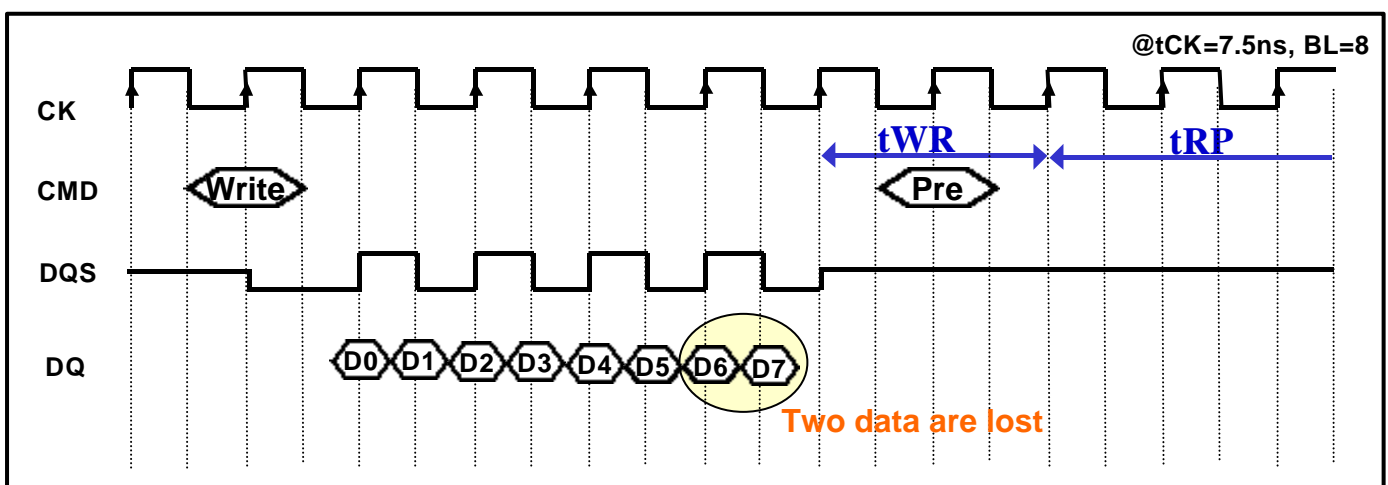 @tCK=7.5ns, BL=8
CK
tWR
tRP
CMD
Write
Pre
DQS
DQ
D0 D1 D2 D3 D4 D5 D6 D7
Two data are lost